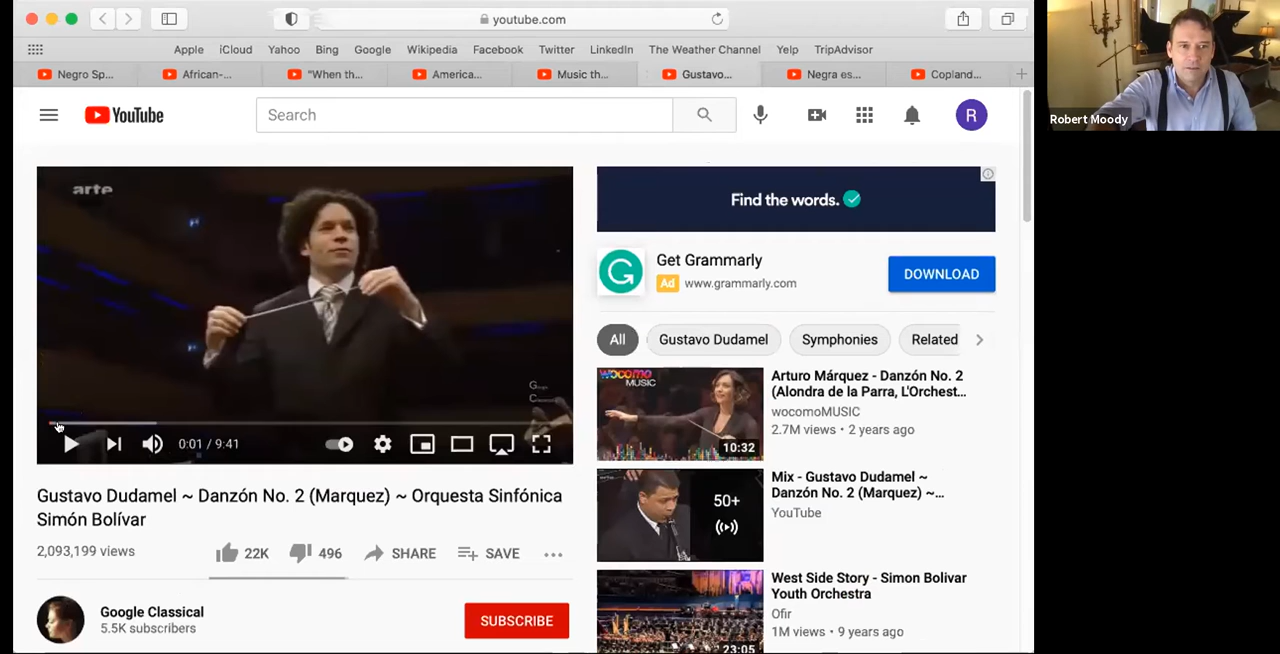 youtube.com
Apple iCloud Yahoo Bing Google Wikipedia Facebook Twitter LinkedIn The Weather Channel Yelp TripAdvisor
Negro Sp... African-... "When th... America... Music th... Gustavo... Negra es... Copland...
YouTube
Search
R
Robert Moody
arte
Find the words.
Get Grammarly
Ad www.grammarly.com
DOWNLOAD
All Gustavo Dudamel Symphonies Related
0:01 / 9:41
Gustavo Dudamel ~ Danzón No. 2 (Marquez) ~ Orquesta Sinfónica
Simón Bolívar
2,093,199 views
22K 496 SHARE SAVE
Google Classical
5.5K subscribers
SUBSCRIBE
WOCOMO
MUSIC
10:32
Arturo Márquez - Danzón No. 2
(Alondra de la Parra, L'Orchest...
wocomoMUSIC
2.7M views • 2 years ago
50+
Mix - Gustavo Dudamel ~
Danzón No. 2 (Marquez) ~...
YouTube
23:05
West Side Story - Simon Bolivar
Youth Orchestra
Ofir
1M views • 9 years ago